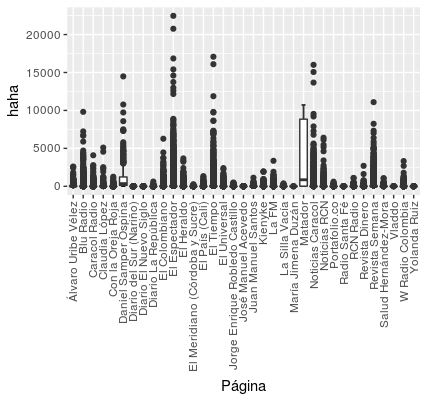 haha
20000
15000
10000
5000
0
Álvaro Uribe Vélez
Blu Radio
Caracol Radio
Claudia López
Con la Oreja Roja
Daniel Samper Ospina
Diario del Sur (Nariño)
Diario El Nuevo Siglo
Diario La República
El Colombiano
El Espectador
El Heraldo
El Meridiano (Córdoba y Sucre)
El País (Cali)
El Tiempo
El Universal
Jorge Enrique Robledo Castillo
José Manuel Acevedo
Juan Manuel Santos
Kienyke
La FM
La Silla Vacía
María Jimena Duzán
Matador
Noticias Caracol
Noticias RCN
Portafolio.co
Radio Santa Fe
RCN Radio
Revista Dinero
Revista Semana
Salud Hernández-Mora
Vladdo
W Radio Colombia
Yolanda Ruiz
Página